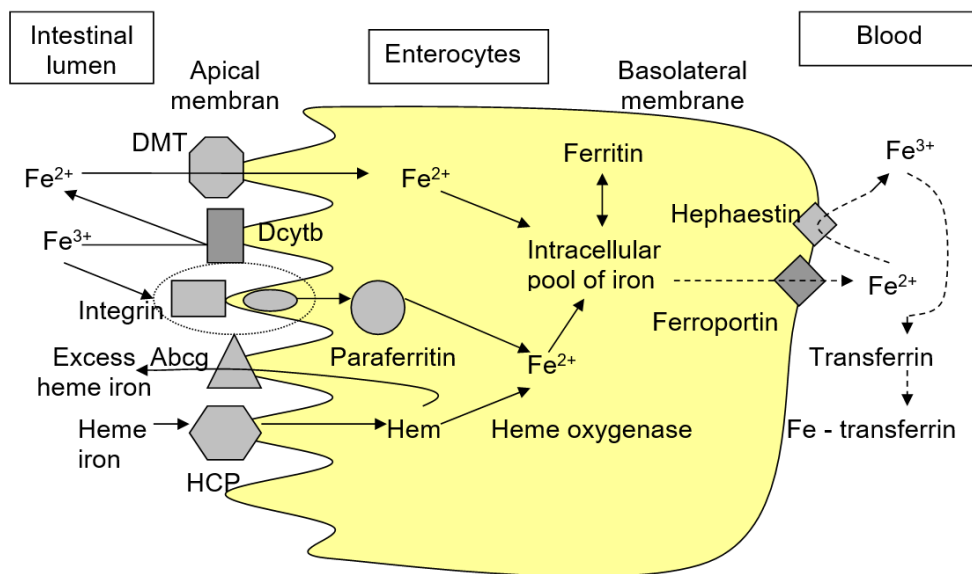 Intestinal
lumen
Apical
membran
Enterocytes
Basolateral
membrane
Blood
DMT
Fe²⁺
Fe²⁺
Ferritin
Fe³⁺
Hephaestin
Dcytb
Fe³⁺
Intracellular
pool of iron
Fe²⁺
Integrin
Ferroportin
Paraferritin
Fe²⁺
Abcg
Excess
heme iron
Transferrin
Heme
iron
Hem
Heme oxygenase
Fe - transferrin
HCP